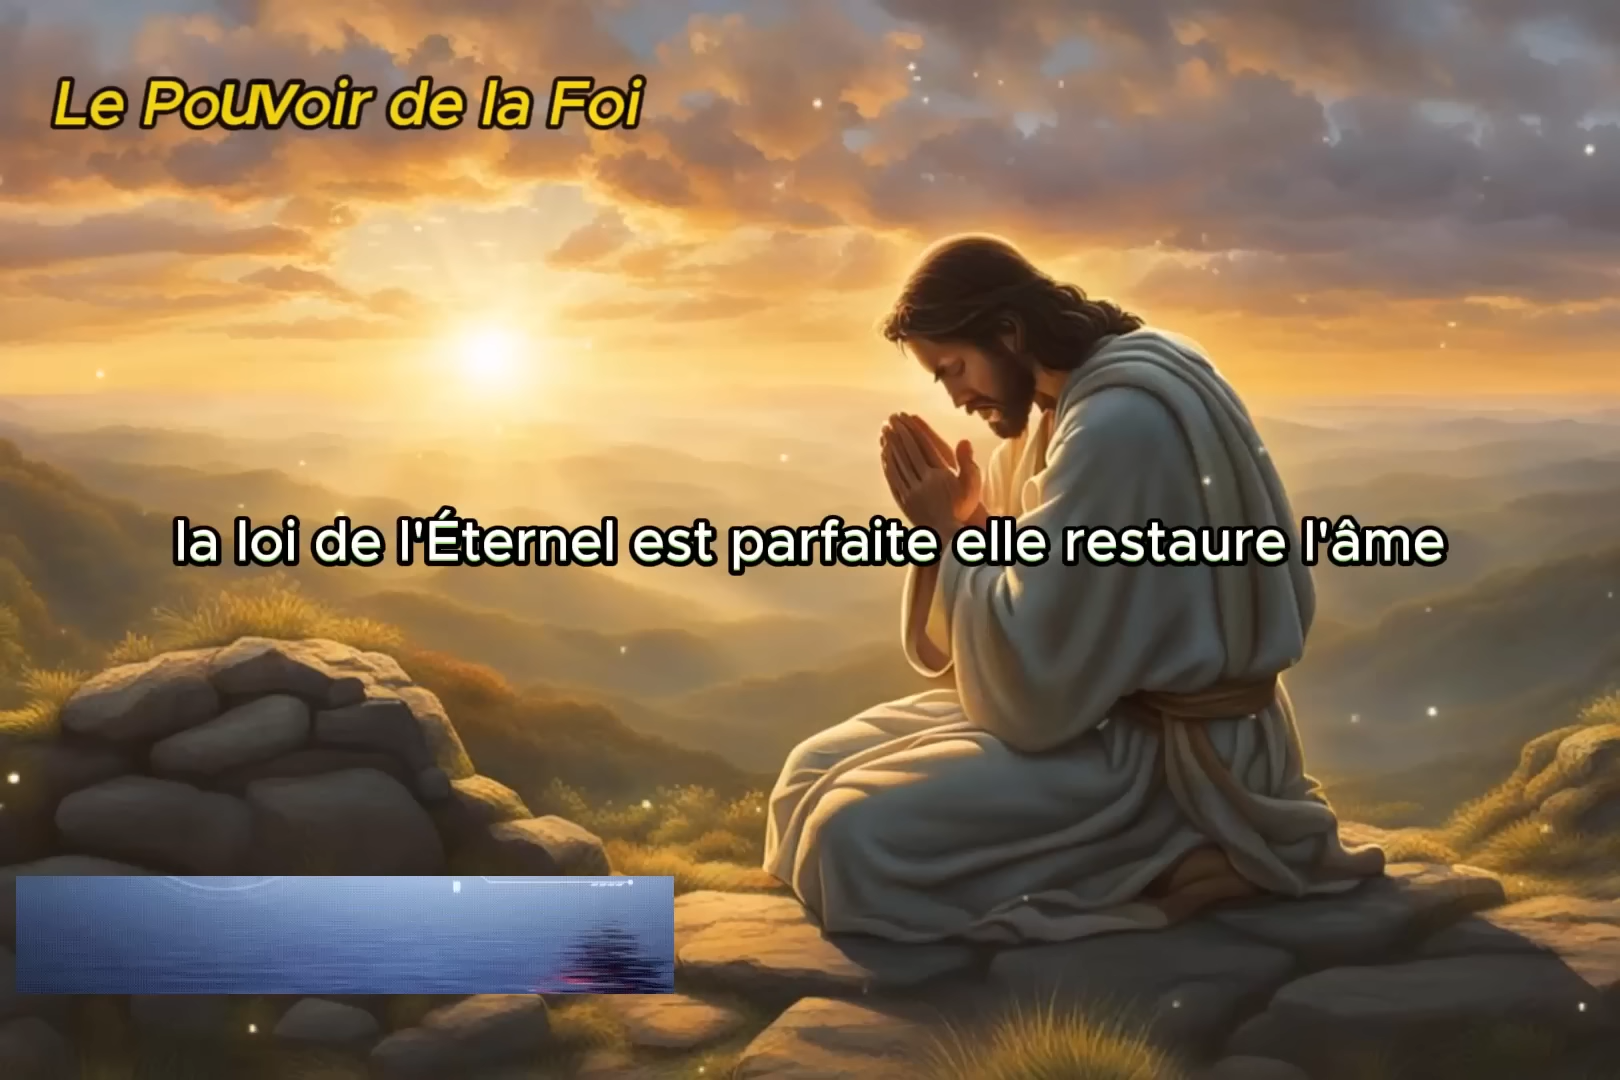 Le Pouvoir de la Foi
la loi de l'Éternel est parfaite elle restaure l'âme